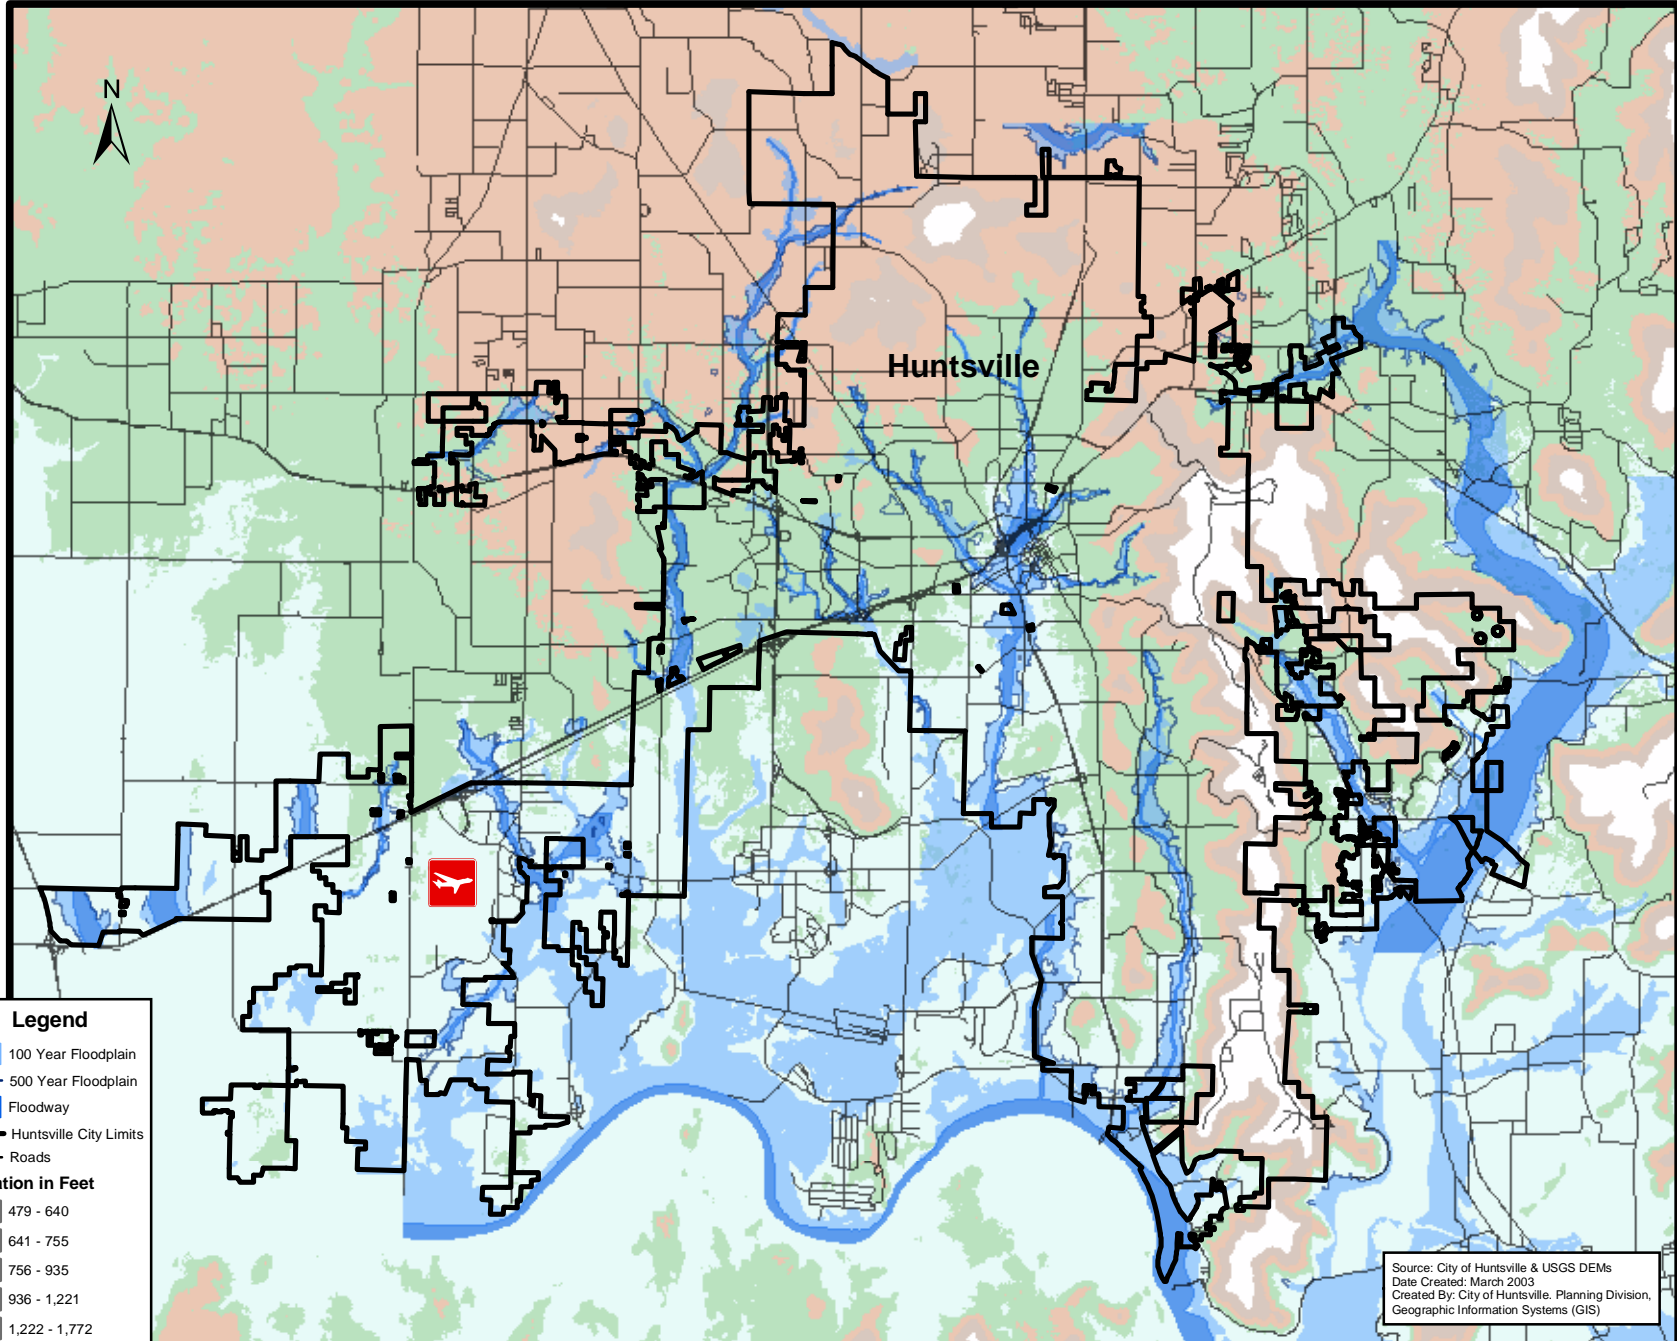 N
Huntsville
Legend
100 Year Floodplain
500 Year Floodplain
Floodway
Huntsville City Limits
Roads
ation in Feet
479 - 640
641 - 755
756 - 935
936 - 1,221
1,222 - 1,772
Source: City of Huntsville & USGS DEMs
Date Created: March 2003
Created By: City of Huntsville. Planning Division,
Geographic Information Systems (GIS)